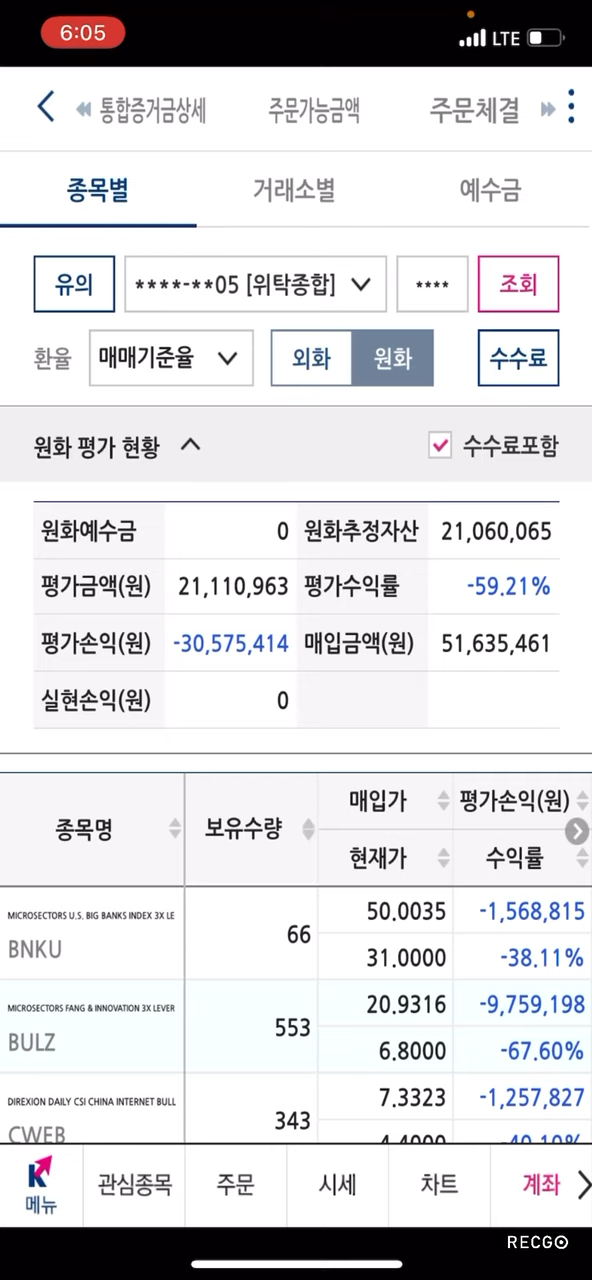 6:05 LTE
통합증거금상세 주문가능금액 주문체결
종목별 거래소별 예수금
유의 ****-**05 [위탁종합] **** 조회
환율 매매기준율 외화 원화 수수료
원화 평가 현황 수수료포함
원화예수금 0 원화추정자산 21,060,065
평가금액(원) 21,110,963 평가수익률 -59.21%
평가손익(원) -30,575,414 매입금액(원) 51,635,461
실현손익(원) 0
종목명 보유수량 매입가 평가손익(원)
현재가 수익률
MICROSECTORS U.S. BIG BANKS INDEX 3X LE
BNKU 66 50.0035 -1,568,815
31.0000 -38.11%
MICROSECTORS FANG & INNOVATION 3X LEVER
BULZ 553 20.9316 -9,759,198
6.8000 -67.60%
DIREXION DAILY CSI CHINA INTERNET BULL
CWEB 343 7.3323 -1,257,827
4.4000 -40.10%
메뉴 관심종목 주문 시세 차트 계좌
RECGO